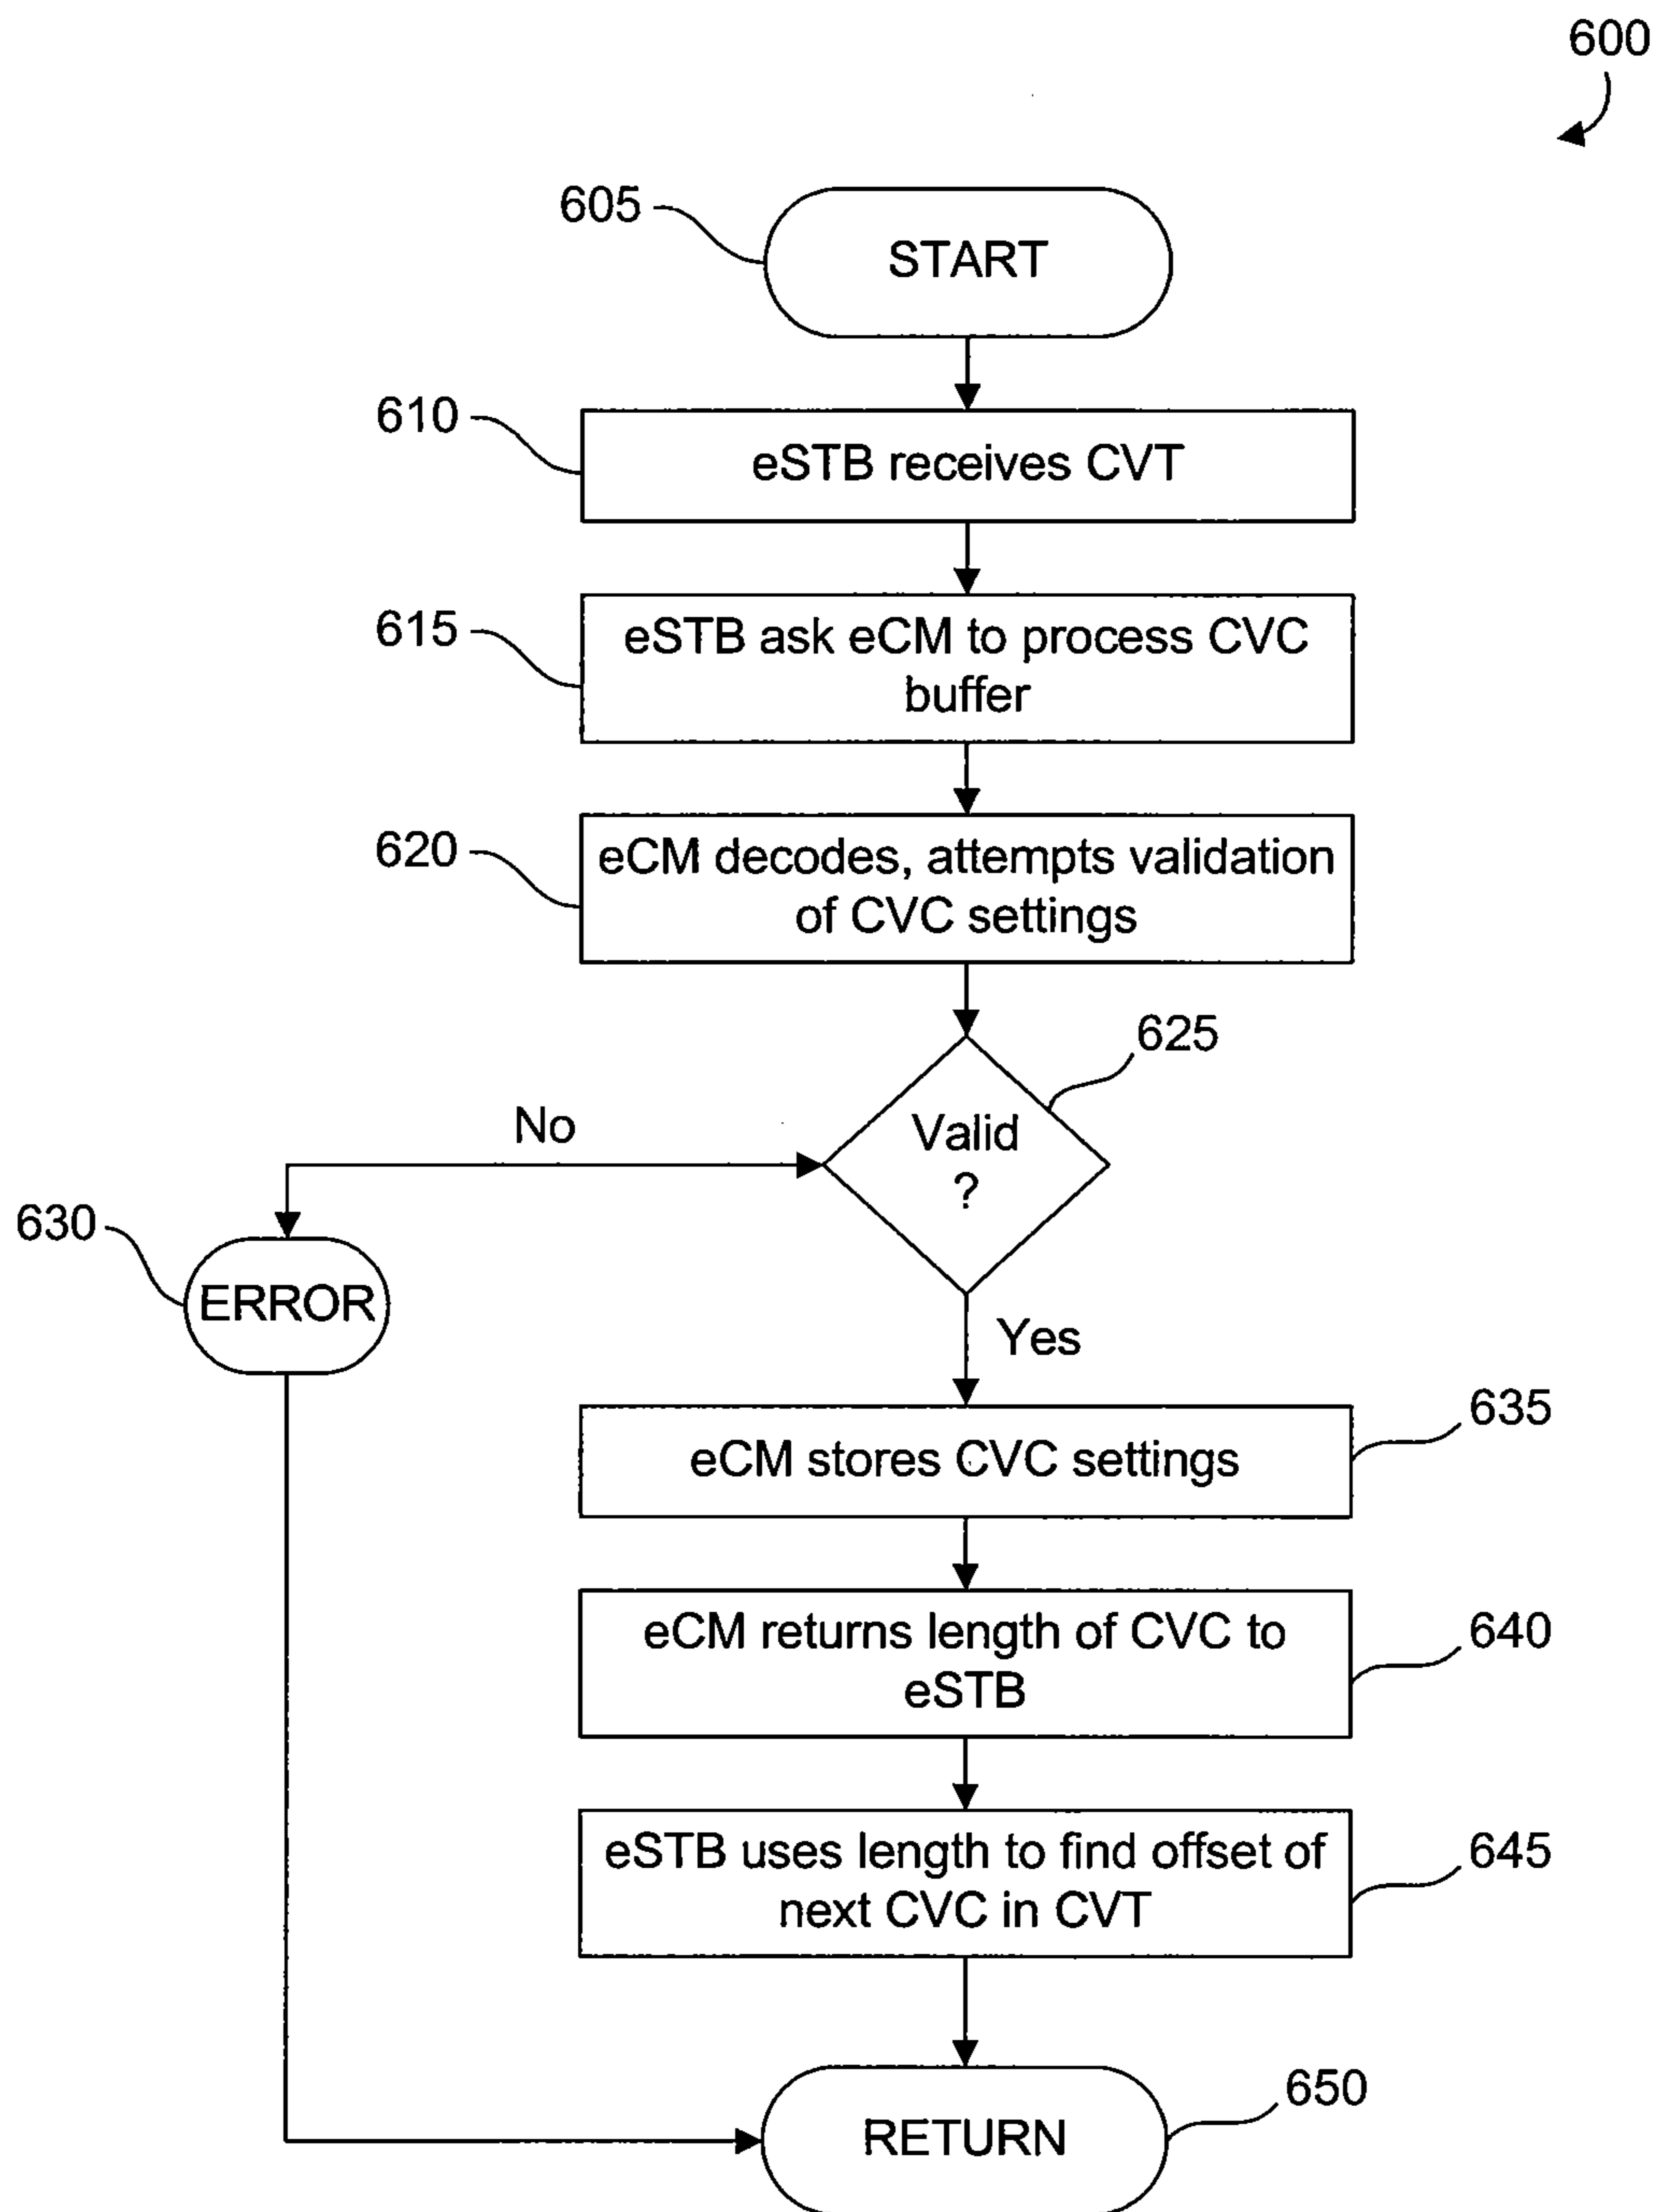 600
605
START
610
eSTB receives CVT
615
eSTB ask eCM to process CVC
buffer
620
eCM decodes, attempts validation
of CVC settings
625
Valid
?
No
630
ERROR
Yes
635
eCM stores CVC settings
640
eCM returns length of CVC to
eSTB
645
eSTB uses length to find offset of
next CVC in CVT
650
RETURN